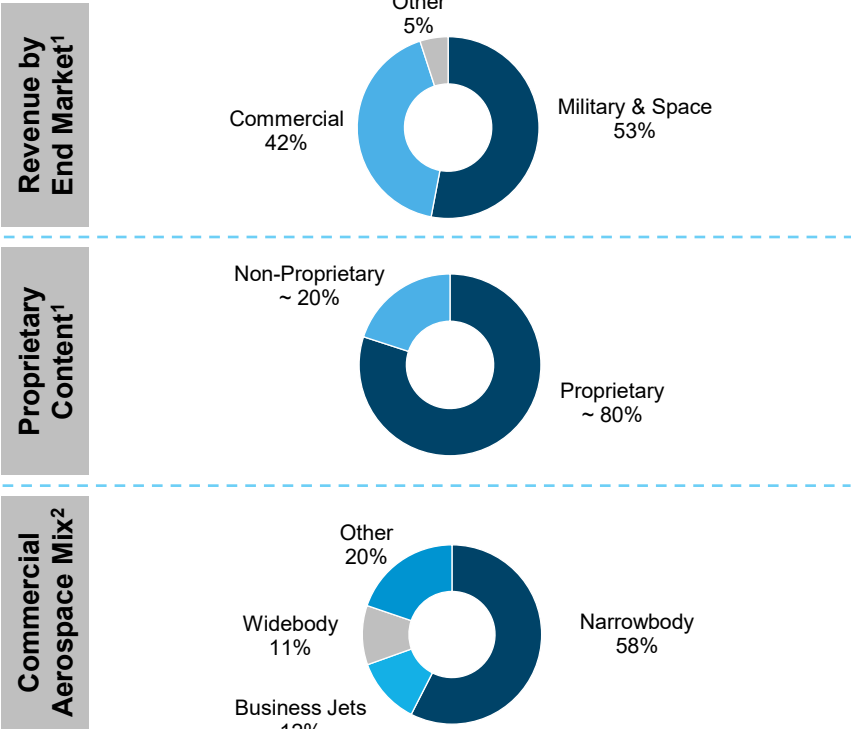 Revenue by
End Market¹
Other
5%
Commercial
42%
Military & Space
53%
Proprietary
Content¹
Non-Proprietary
~ 20%
Proprietary
~ 80%
Commercial
Aerospace Mix²
Other
20%
Widebody
11%
Narrowbody
58%
Business Jets
12%